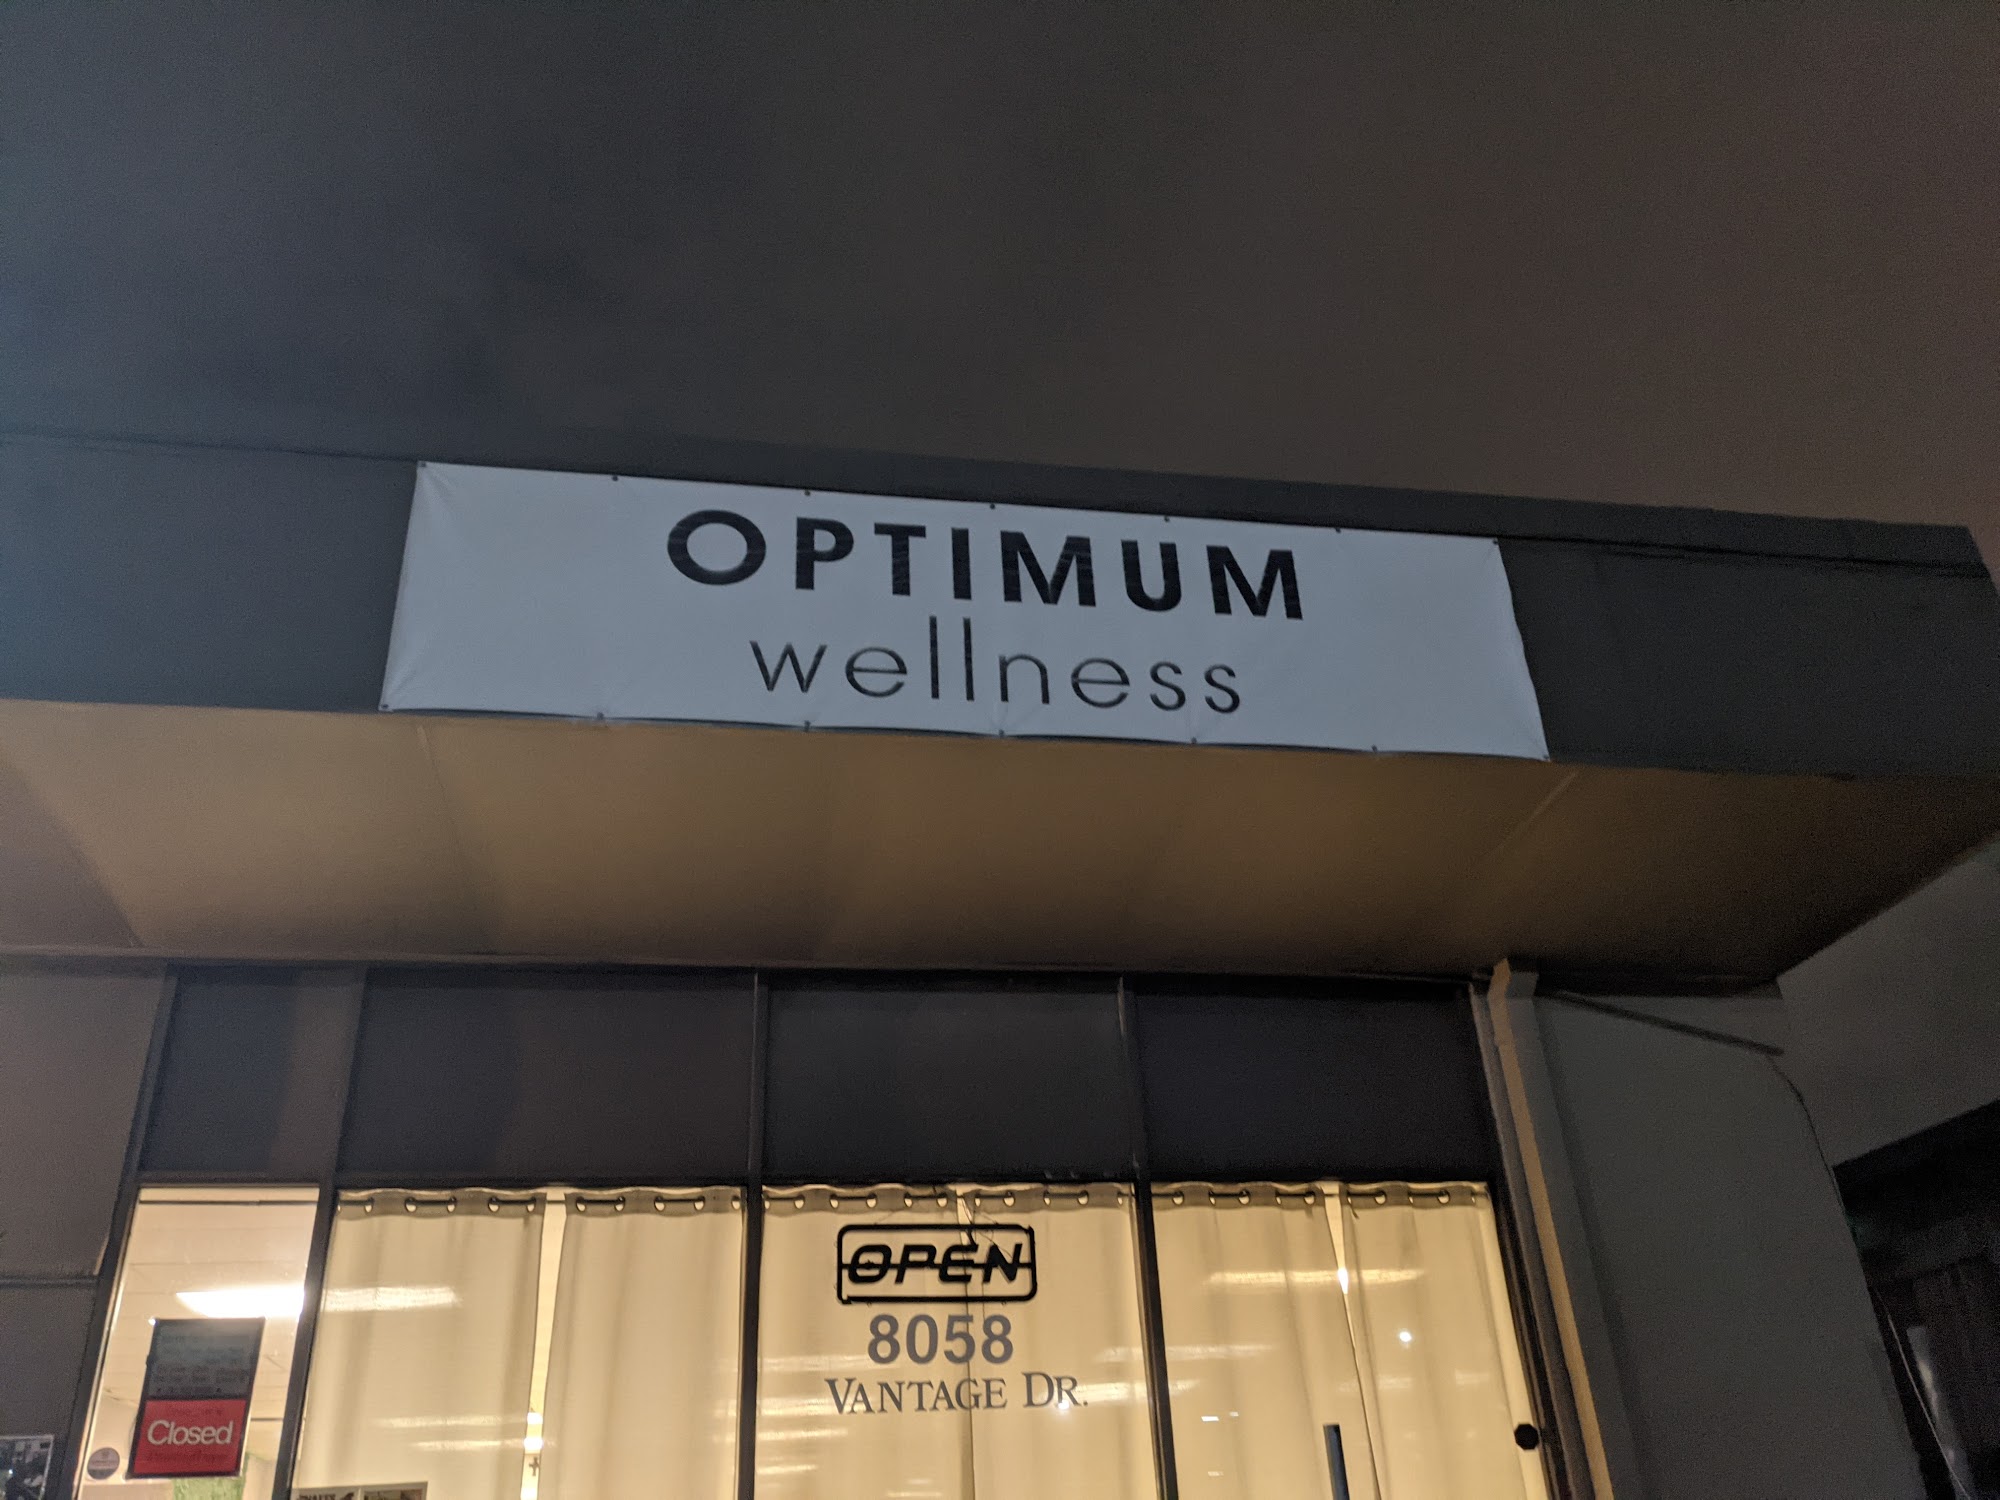 OPTIMUM
wellness
OPEN
8058
VANTAGE DR.
Closed